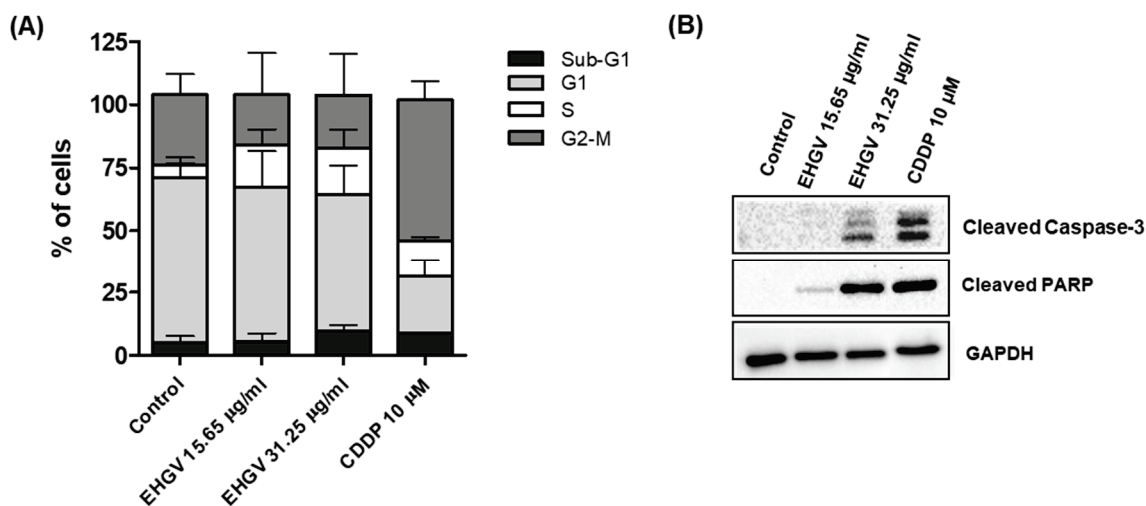 (A)
125
100
75
50
25
0
% of cells
Sub-G1
G1
S
G2-M
Control
EHGV 15.65 µg/ml
EHGV 31.25 µg/ml
CDDP 10 µM
(B)
Control
EHGV 15.65 µg/ml
EHGV 31.25 µg/ml
CDDP 10 µM
Cleaved Caspase-3
Cleaved PARP
GAPDH